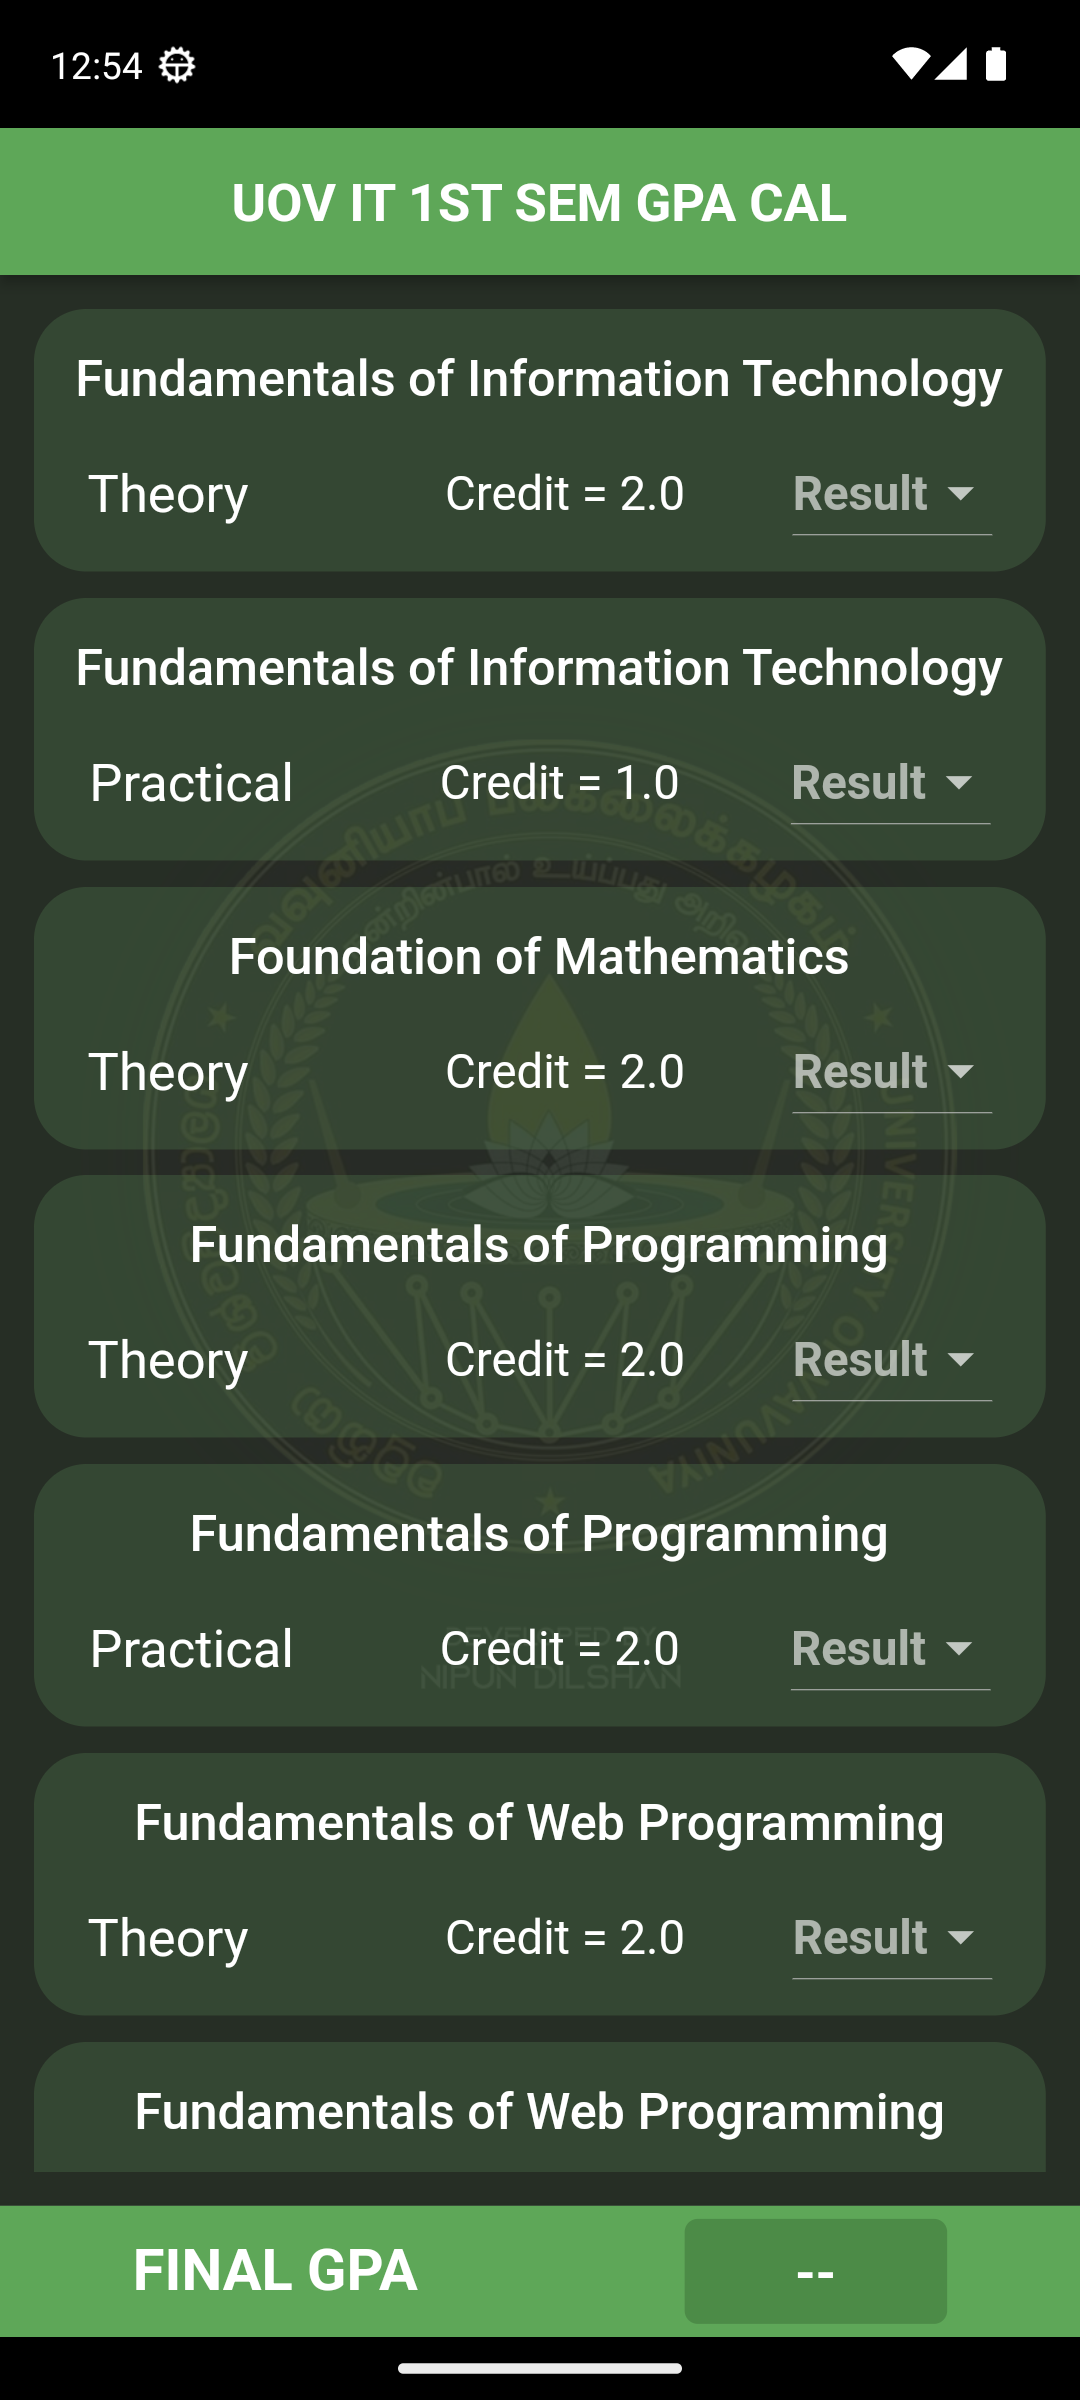 12:54
UOV IT 1ST SEM GPA CAL
Fundamentals of Information Technology
Theory Credit = 2.0 Result
Fundamentals of Information Technology
Practical Credit = 1.0 Result
Foundation of Mathematics
Theory Credit = 2.0 Result
Fundamentals of Programming
Theory Credit = 2.0 Result
Fundamentals of Programming
Practical Credit = 2.0 Result
DEVELOPED BY
NIPUN DILSHAN
Fundamentals of Web Programming
Theory Credit = 2.0 Result
Fundamentals of Web Programming
FINAL GPA --